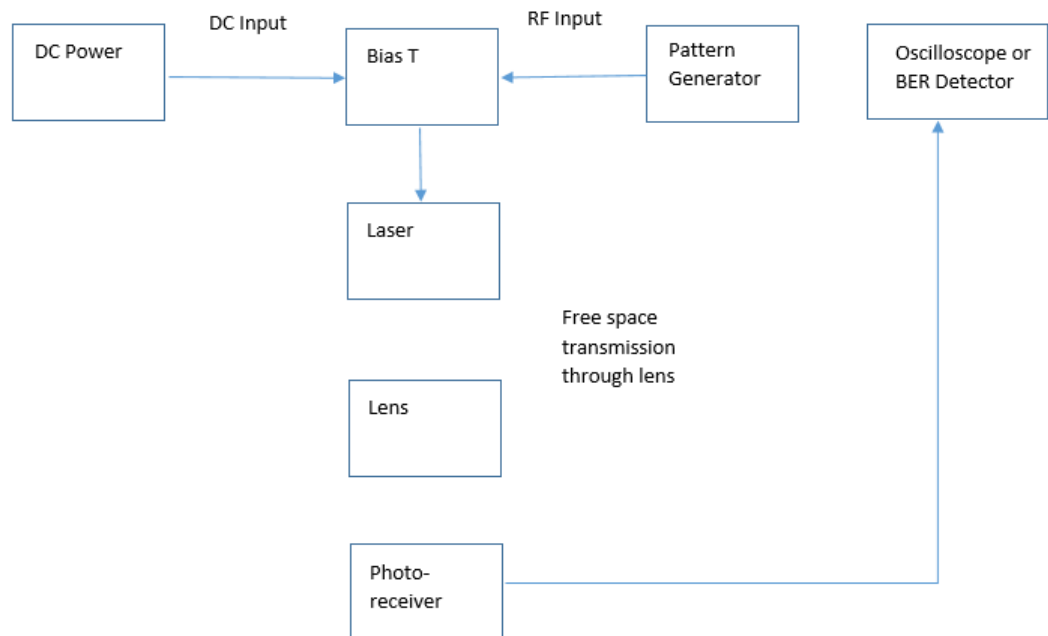 DC Input
RF Input
DC Power
Bias T
Pattern
Generator
Oscilloscope or
BER Detector
Laser
Free space
transmission
through lens
Lens
Photo-
receiver